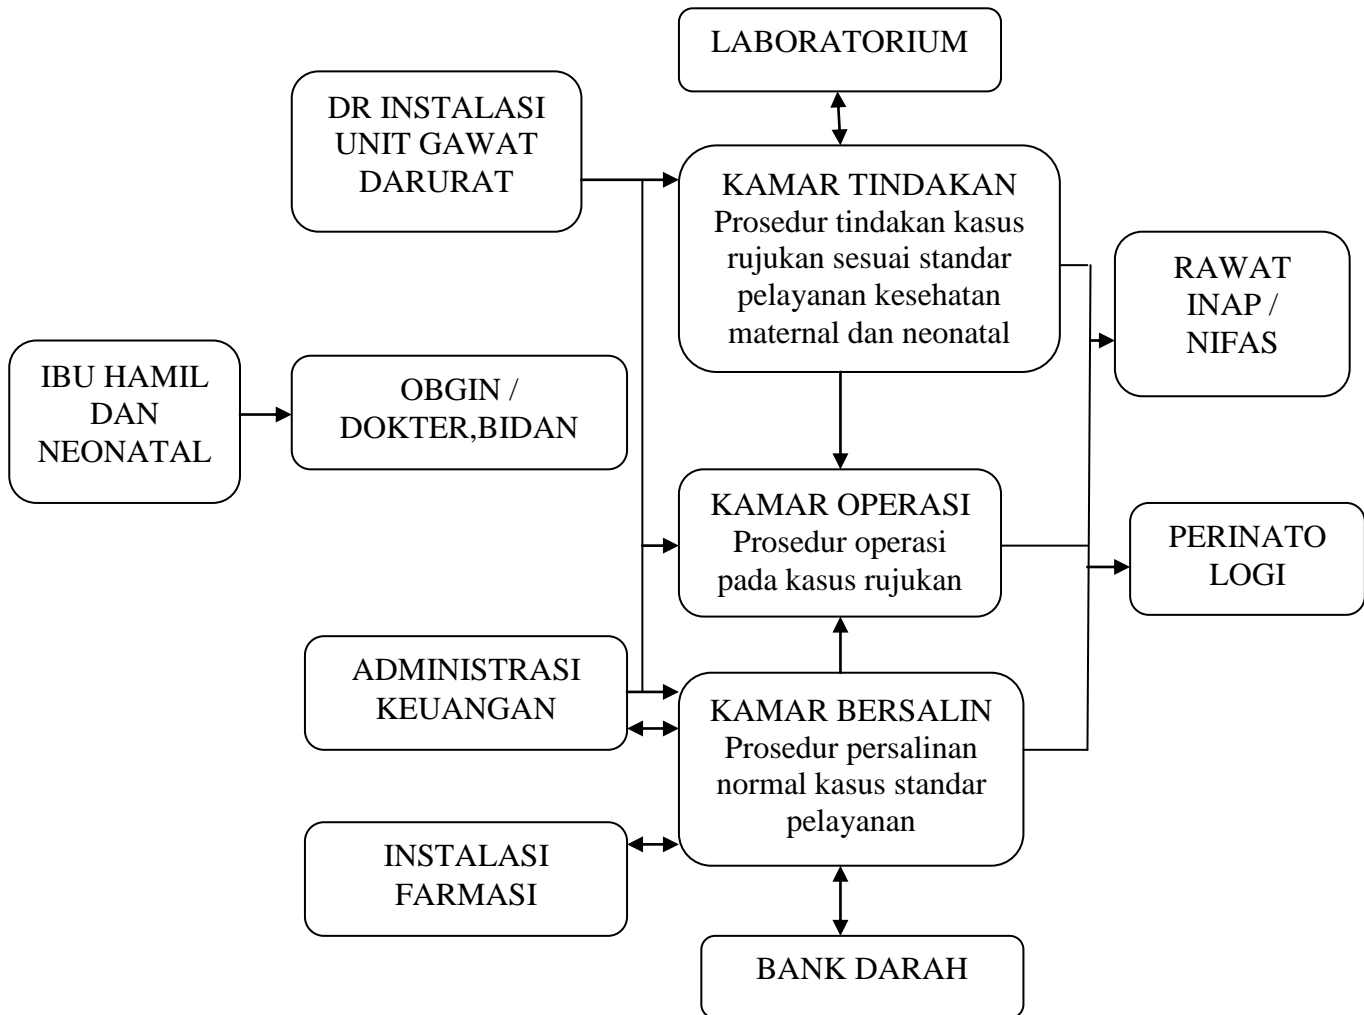 LABORATORIUM
DR INSTALASI
UNIT GAWAT
DARURAT
KAMAR TINDAKAN
Prosedur tindakan kasus
rujukan sesuai standar
pelayanan kesehatan
maternal dan neonatal
RAWAT
INAP /
NIFAS
IBU HAMIL
DAN
NEONATAL
OBGIN /
DOKTER,BIDAN
KAMAR OPERASI
Prosedur operasi
pada kasus rujukan
PERINATO
LOGI
ADMINISTRASI
KEUANGAN
KAMAR BERSALIN
Prosedur persalinan
normal kasus standar
pelayanan
INSTALASI
FARMASI
BANK DARAH